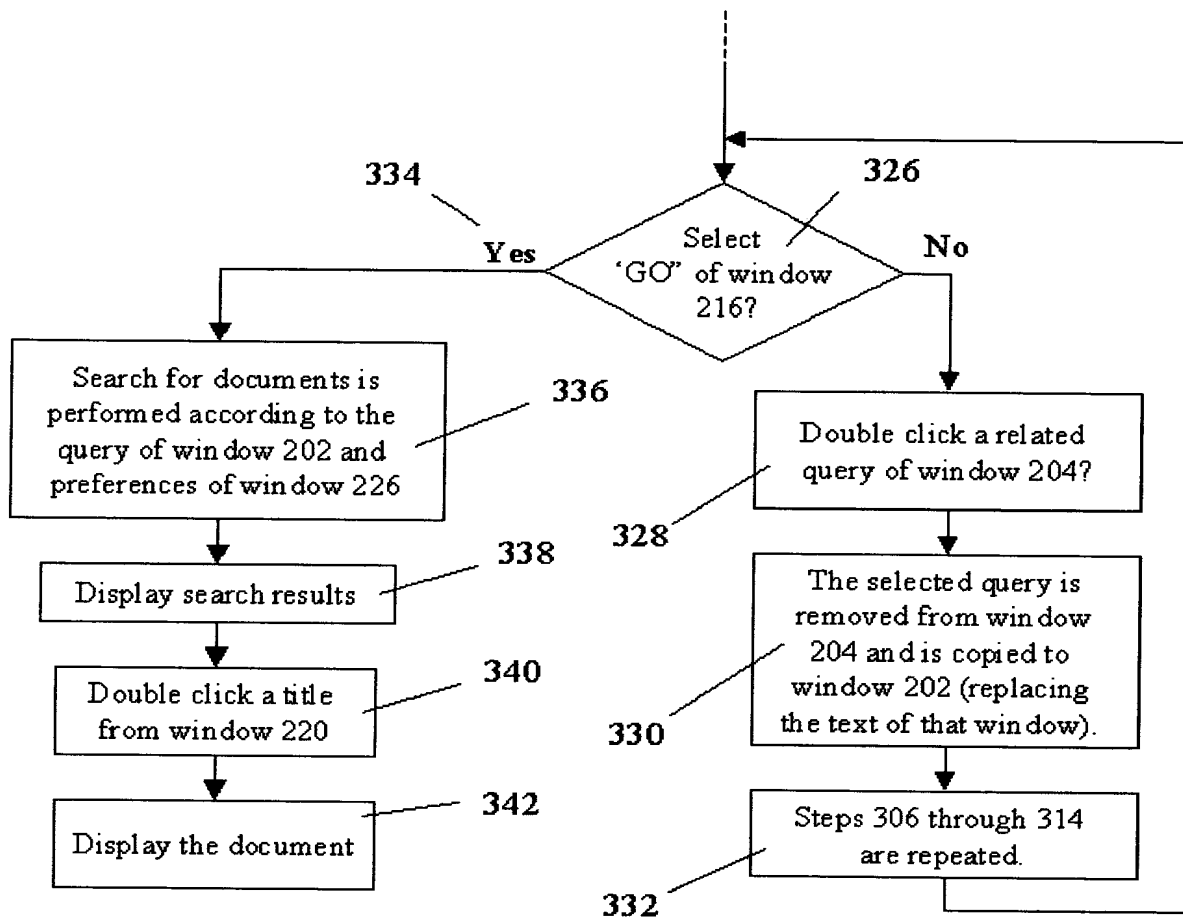 334
326
Yes
Select
‘GO” of window
216?
No
Search for documents is
performed according to the
query of window 202 and
preferences of window 226
336
Double click a related
query of window 204?
328
338
Display search results
The selected query is
removed from window
204 and is copied to
window 202 (replacing
the text of that window).
330
340
Double click a title
from window 220
342
Display the document
Steps 306 through 314
are repeated.
332